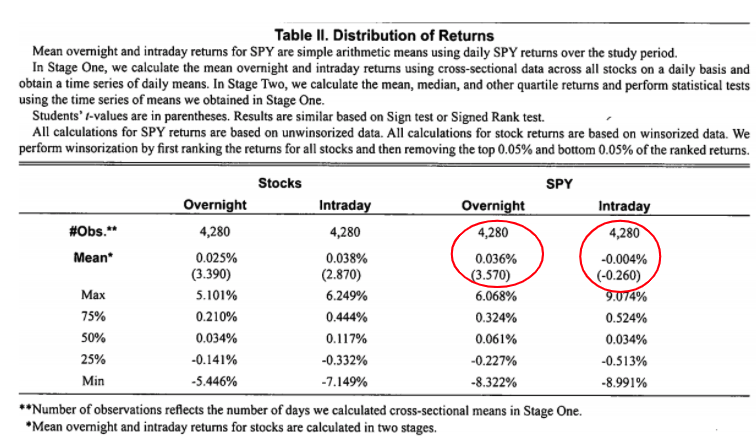 Table II. Distribution of Returns
Mean overnight and intraday returns for SPY are simple arithmetic means using daily SPY returns over the study period.
In Stage One, we calculate the mean overnight and intraday returns using cross-sectional data across all stocks on a daily basis and
obtain a time series of daily means. In Stage Two, we calculate the mean, median, and other quartile returns and perform statistical tests
using the time series of means we obtained in Stage One.
Students' t-values are in parentheses. Results are similar based on Sign test or Signed Rank test.
All calculations for SPY returns are based on unwinsorized data. All calculations for stock returns are based on winsorized data. We
perform winsorization by first ranking the returns for all stocks and then removing the top 0.05% and bottom 0.05% of the ranked returns.
Stocks SPY
Overnight Intraday Overnight Intraday
#Obs.** 4,280 4,280 4,280 4,280
Mean* 0.025% 0.038% 0.036% -0.004%
(3.390) (2.870) (3.570) (-0.260)
Max 5.101% 6.249% 6.068% 9.074%
75% 0.210% 0.444% 0.324% 0.524%
50% 0.034% 0.117% 0.061% 0.034%
25% -0.141% -0.332% -0.227% -0.513%
Min -5.446% -7.149% -8.322% -8.991%
**Number of observations reflects the number of days we calculated cross-sectional means in Stage One.
*Mean overnight and intraday returns for stocks are calculated in two stages.